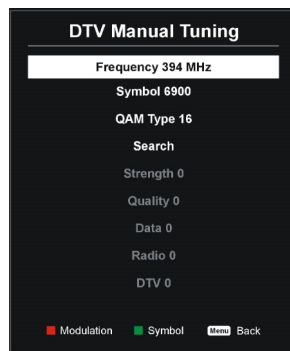 DTV Manual Tuning
Frequency 394 MHz
Symbol 6900
QAM Type 16
Search
Strength 0
Quality 0
Data 0
Radio 0
DTV 0
Modulation Symbol Menu Back